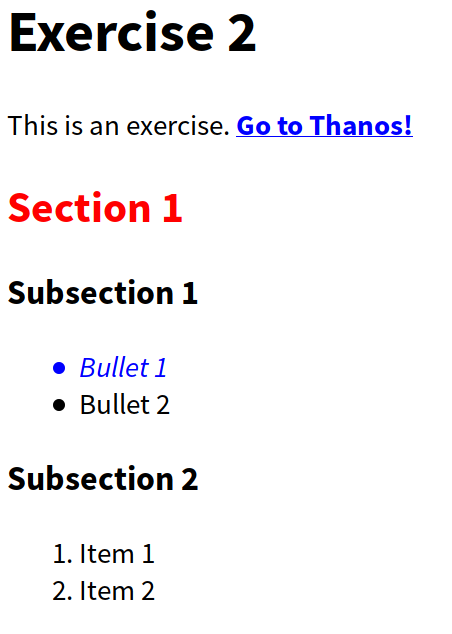 Exercise 2
This is an exercise. Go to Thanos!
Section 1
Subsection 1
• Bullet 1
• Bullet 2
Subsection 2
1. Item 1
2. Item 2